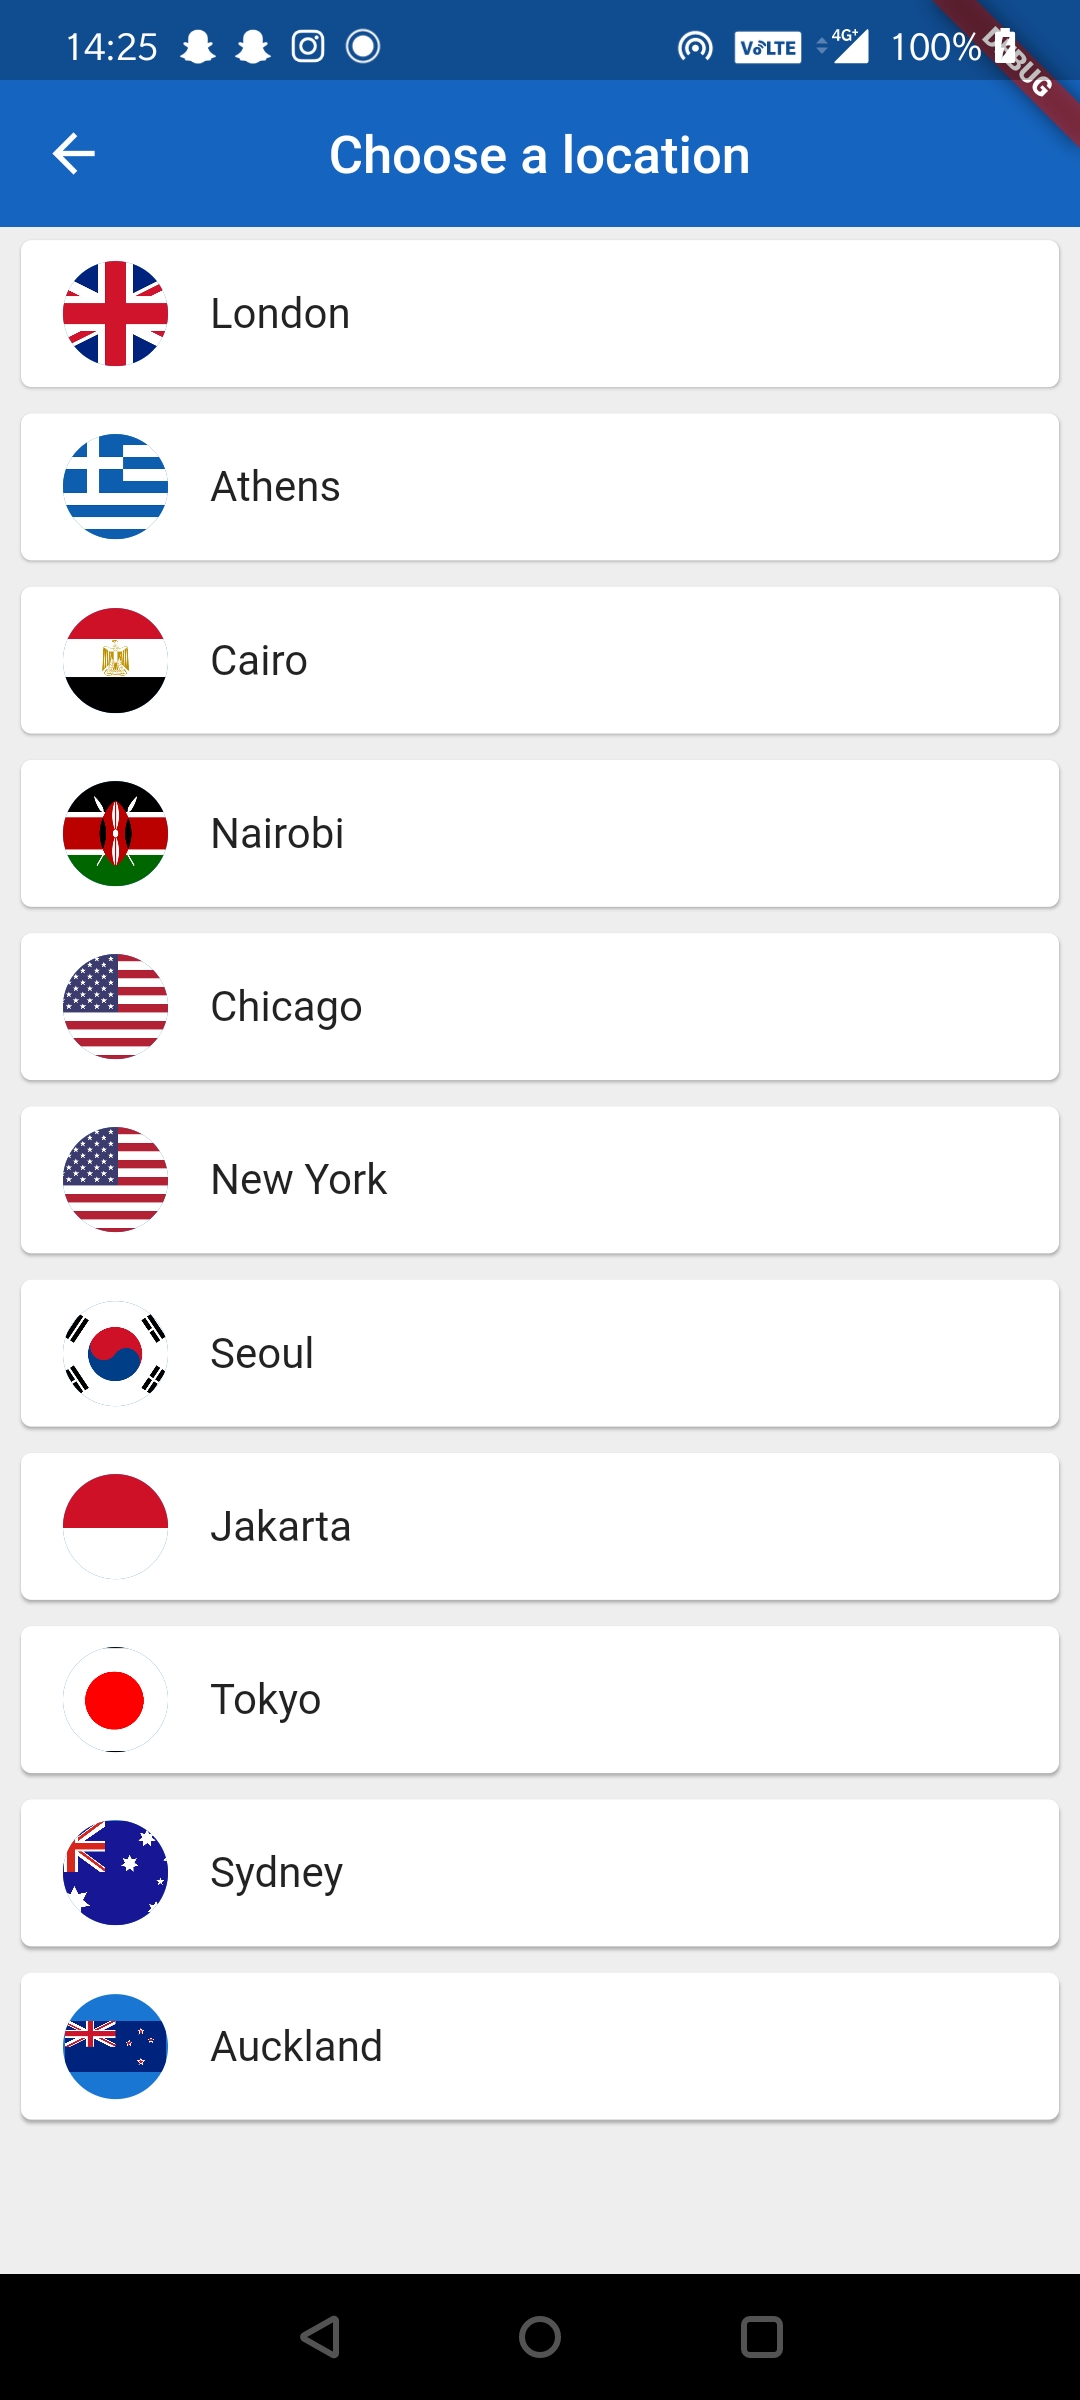 14:25 VoLTE 4G+ 100%
DEBUG
Choose a location
London
Athens
Cairo
Nairobi
Chicago
New York
Seoul
Jakarta
Tokyo
Sydney
Auckland